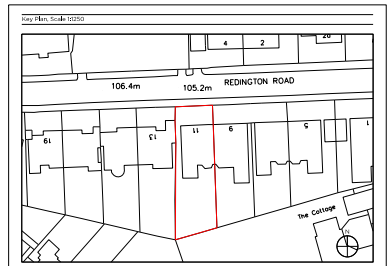 Key Plan, Scale 1:1250
20
4 2
REDINGTON ROAD
106.4m 105.2m
19 13 11 9 5 1
The Cottage
N